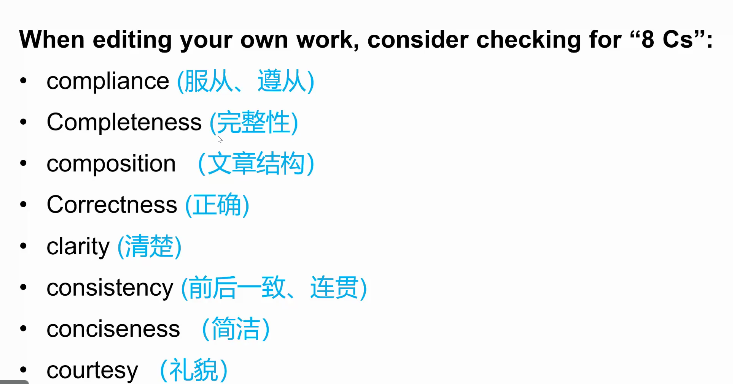 When editing your own work, consider checking for “8 Cs”:
• compliance (服从、遵从)
• Completeness (完整性)
• composition （文章结构）
• Correctness (正确)
• clarity (清楚)
• consistency (前后一致、连贯)
• conciseness （简洁）
• courtesy （礼貌）